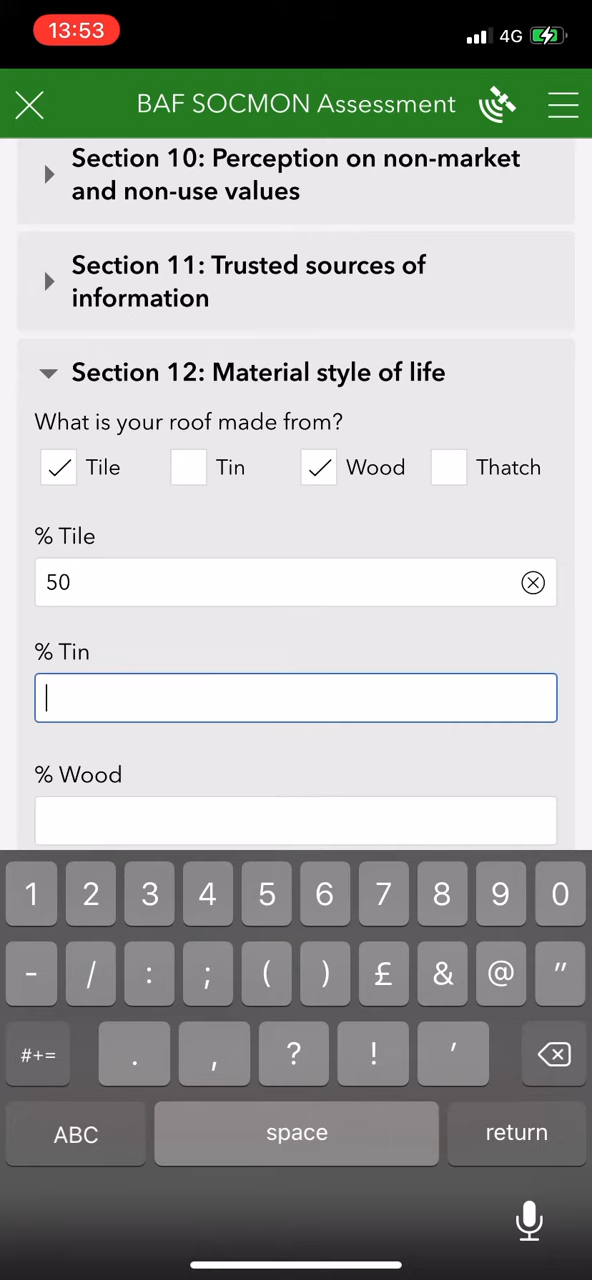 13:53
4G
BAF SOCMON Assessment
Section 10: Perception on non-market
and non-use values
Section 11: Trusted sources of
information
Section 12: Material style of life
What is your roof made from?
Tile Tin Wood Thatch
% Tile
50
% Tin
% Wood
1 2 3 4 5 6 7 8 9 0
- / : ; ( ) £ & @ "
#+= . , ? ! '
ABC space return